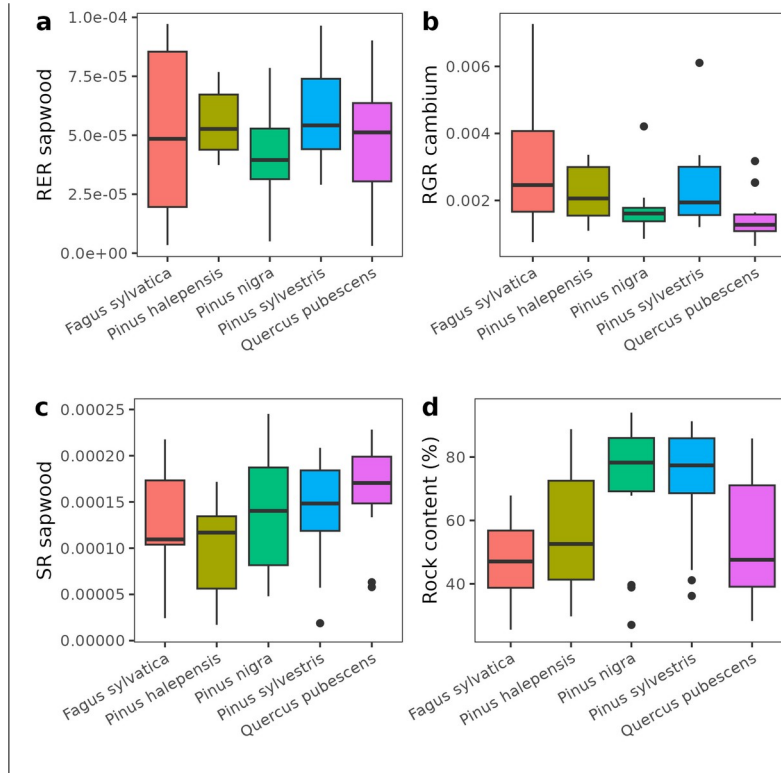 a
RER sapwood
1.0e-04
7.5e-05
5.0e-05
2.5e-05
0.0e+00
Fagus sylvatica
Pinus halepensis
Pinus nigra
Pinus sylvestris
Quercus pubescens
b
RGR cambium
0.006
0.004
0.002
Fagus sylvatica
Pinus halepensis
Pinus nigra
Pinus sylvestris
Quercus pubescens
c
SR sapwood
0.00025
0.00020
0.00015
0.00010
0.00005
0.00000
Fagus sylvatica
Pinus halepensis
Pinus nigra
Pinus sylvestris
Quercus pubescens
d
Rock content (%)
80
60
40
Fagus sylvatica
Pinus halepensis
Pinus nigra
Pinus sylvestris
Quercus pubescens